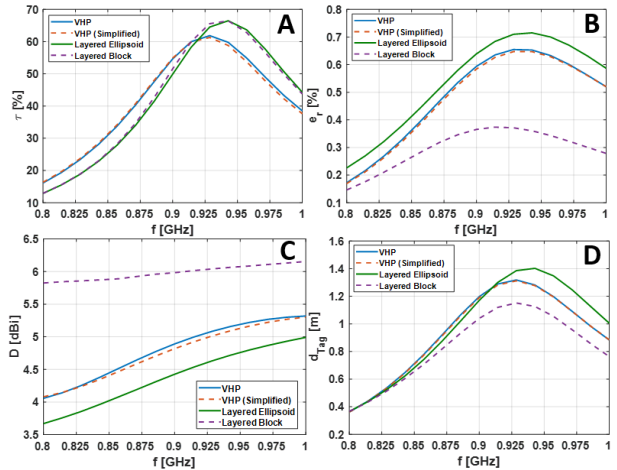 A
70
60
50
40
30
20
10
0
τ [%]
VHP
VHP (Simplified)
Layered Ellipsoid
Layered Block
0.8 0.825 0.85 0.875 0.9 0.925 0.95 0.975 1
f [GHz]
B
0.8
0.7
0.6
0.5
0.4
0.3
0.2
0.1
0
e_r [%]
VHP
VHP (Simplified)
Layered Ellipsoid
Layered Block
0.8 0.825 0.85 0.875 0.9 0.925 0.95 0.975 1
f [GHz]
C
6.5
6
5.5
5
4.5
4
3.5
D [dBi]
VHP
VHP (Simplified)
Layered Ellipsoid
Layered Block
0.8 0.825 0.85 0.875 0.9 0.925 0.95 0.975 1
f [GHz]
D
1.6
1.4
1.2
1
0.8
0.6
0.4
0.2
d_Tag [m]
VHP
VHP (Simplified)
Layered Ellipsoid
Layered Block
0.8 0.825 0.85 0.875 0.9 0.925 0.95 0.975 1
f [GHz]